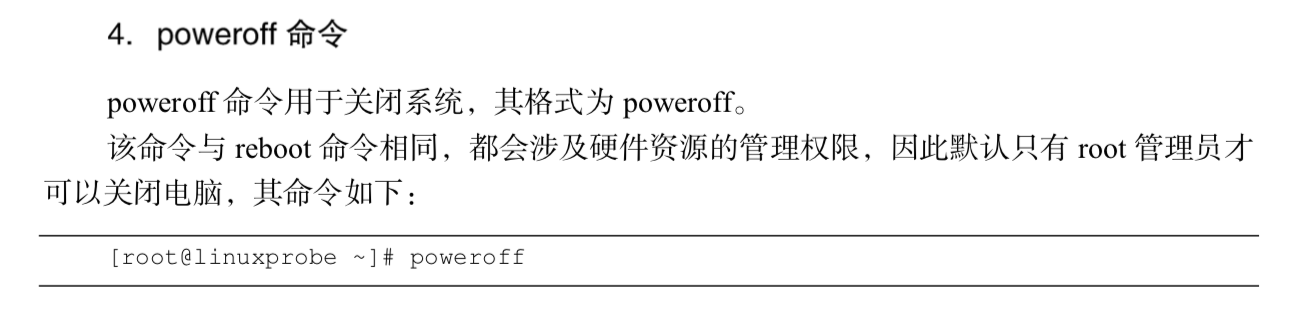 4. poweroff 命令
poweroff 命令用于关闭系统，其格式为 poweroff。
该命令与 reboot 命令相同，都会涉及硬件资源的管理权限，因此默认只有 root 管理员才
可以关闭电脑，其命令如下：
[root@linuxprobe ~]# poweroff